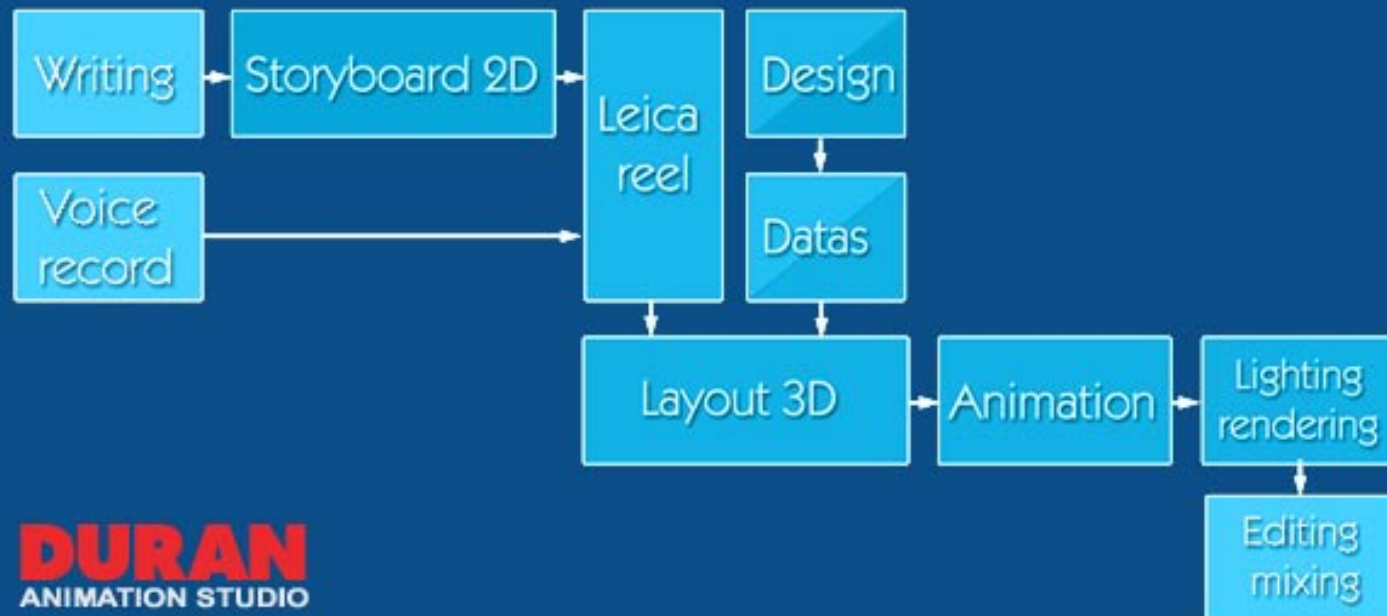 Writing
Storyboard 2D
Leica
reel
Design
Voice
record
Datas
Layout 3D
Animation
Lighting
rendering
Editing
mixing
DURAN
ANIMATION STUDIO